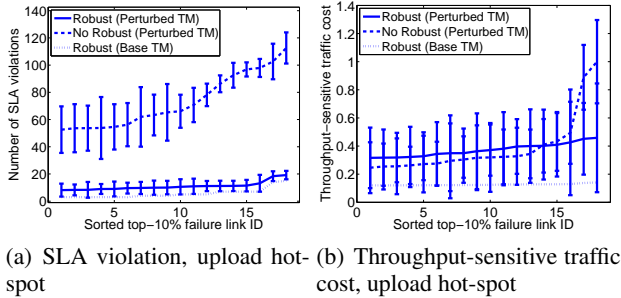 Robust (Perturbed TM)
No Robust (Perturbed TM)
Robust (Base TM)
Number of SLA violations
140
120
100
80
60
40
20
0
0 5 10 15
Sorted top-10% failure link ID
Robust (Perturbed TM)
No Robust (Perturbed TM)
Robust (Base TM)
Throughput-sensitive traffic cost
1.4
1.2
1
0.8
0.6
0.4
0.2
0
0 5 10 15
Sorted top-10% failure link ID
(a) SLA violation, upload hot-
spot
(b) Throughput-sensitive traffic
cost, upload hot-spot